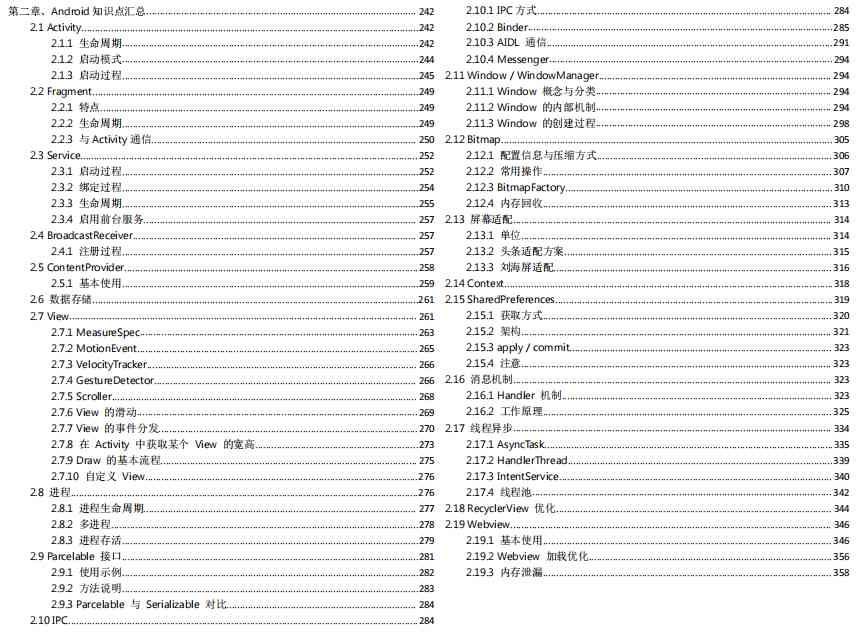 第二章、Android 知识点汇总 242
2.1 Activity 242
2.1.1 生命周期 242
2.1.2 启动模式 244
2.1.3 启动过程 245
2.2 Fragment 249
2.2.1 特点 249
2.2.2 生命周期 249
2.2.3 与 Activity 通信 250
2.3 Service 252
2.3.1 启动过程 252
2.3.2 绑定过程 254
2.3.3 生命周期 255
2.3.4 启用前台服务 257
2.4 BroadcastReceiver 257
2.4.1 注册过程 257
2.5 ContentProvider 258
2.5.1 基本使用 259
2.6 数据存储 261
2.7 View 261
2.7.1 MeasureSpec 263
2.7.2 MotionEvent 265
2.7.3 VelocityTracker 266
2.7.4 GestureDetector 266
2.7.5 Scroller 268
2.7.6 View 的滑动 269
2.7.7 View 的事件分发 270
2.7.8 在 Activity 中获取某个 View 的宽高 273
2.7.9 Draw 的基本流程 275
2.7.10 自定义 View 276
2.8 进程 276
2.8.1 进程生命周期 277
2.8.2 多进程 278
2.8.3 进程存活 279
2.9 Parcelable 接口 281
2.9.1 使用示例 282
2.9.2 方法说明 283
2.9.3 Parcelable 与 Serializable 对比 284
2.10 IPC 284
2.10.1 IPC 方式 284
2.10.2 Binder 285
2.10.3 AIDL 通信 291
2.10.4 Messenger 294
2.11 Window / WindowManager 294
2.11.1 Window 概念与分类 294
2.11.2 Window 的内部机制 294
2.11.3 Window 的创建过程 298
2.12 Bitmap 305
2.12.1 配置信息与压缩方式 306
2.12.2 常用操作 307
2.12.3 BitmapFactory 310
2.12.4 内存回收 313
2.13 屏幕适配 314
2.13.1 单位 314
2.13.2 头条适配方案 315
2.13.3 刘海屏适配 316
2.14 Context 318
2.15 SharedPreferences 319
2.15.1 获取方式 320
2.15.2 架构 321
2.15.3 apply / commit 323
2.15.4 注意 323
2.16 消息机制 323
2.16.1 Handler 机制 323
2.16.2 工作原理 325
2.17 线程异步 334
2.17.1 AsyncTask 335
2.17.2 HandlerThread 339
2.17.3 IntentService 340
2.17.4 线程池 342
2.18 RecyclerView 优化 344
2.19 Webview 346
2.19.1 基本使用 346
2.19.2 Webview 加载优化 356
2.19.3 内存泄漏 358